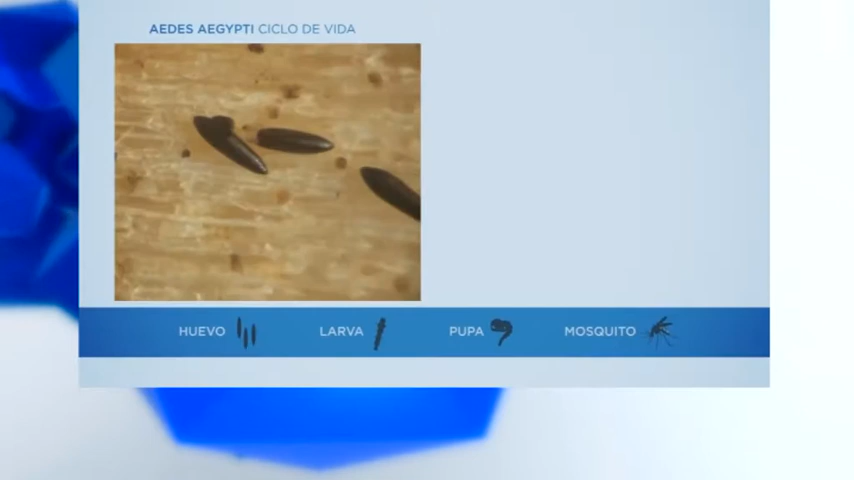 AEDES AEGYPTI CICLO DE VIDA
HUEVO LARVA PUPA MOSQUITO